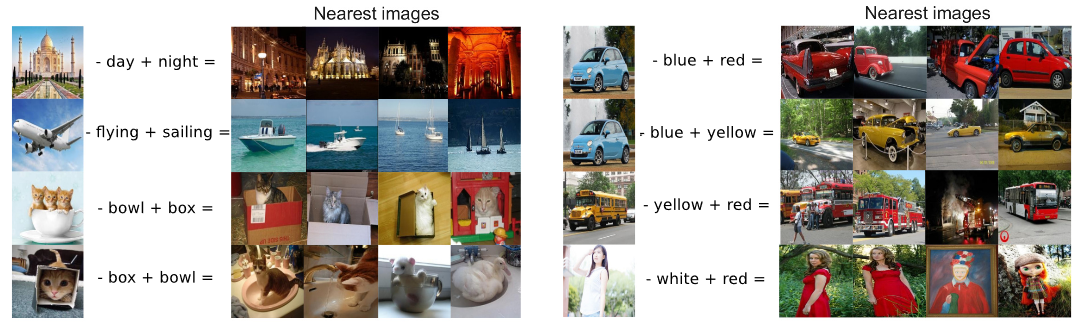 Nearest images
- day + night =
- flying + sailing =
- bowl + box =
- box + bowl =
Nearest images
- blue + red =
- blue + yellow =
- yellow + red =
- white + red =